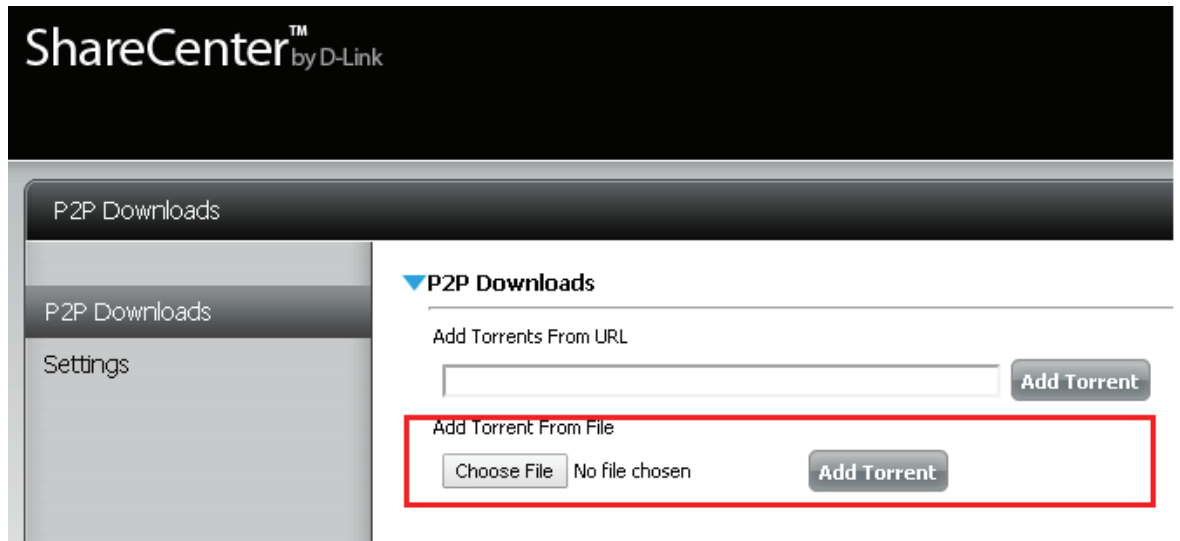 ShareCenter™ by D-Link
P2P Downloads
P2P Downloads
Settings
P2P Downloads
Add Torrents From URL
Add Torrent
Add Torrent From File
Choose File No file chosen Add Torrent